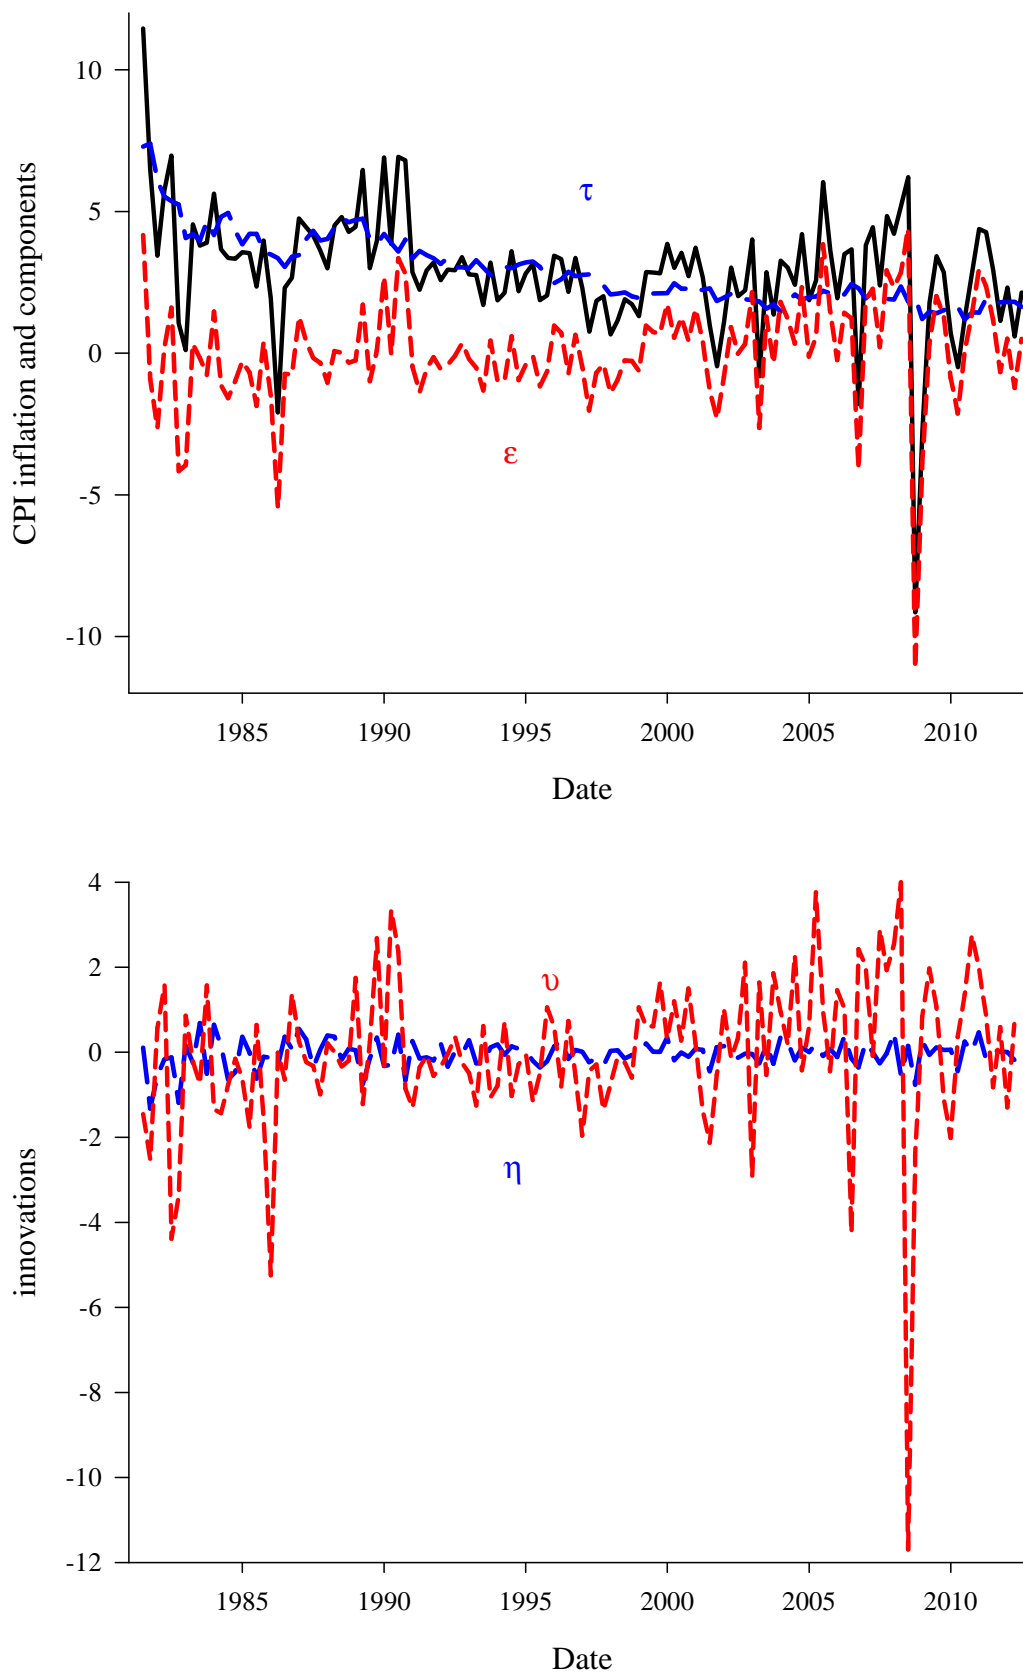 10
5
0
-5
-10
CPI inflation and components
τ
ε
1985 1990 1995 2000 2005 2010
Date
4
2
0
-2
-4
-6
-8
-10
-12
innovations
υ
η
1985 1990 1995 2000 2005 2010
Date